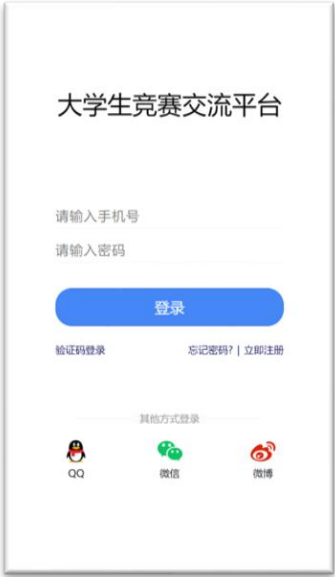 大学生竞赛交流平台
请输入手机号
请输入密码
登录
验证码登录 忘记密码? | 立即注册
其他方式登录
QQ 微信 微博